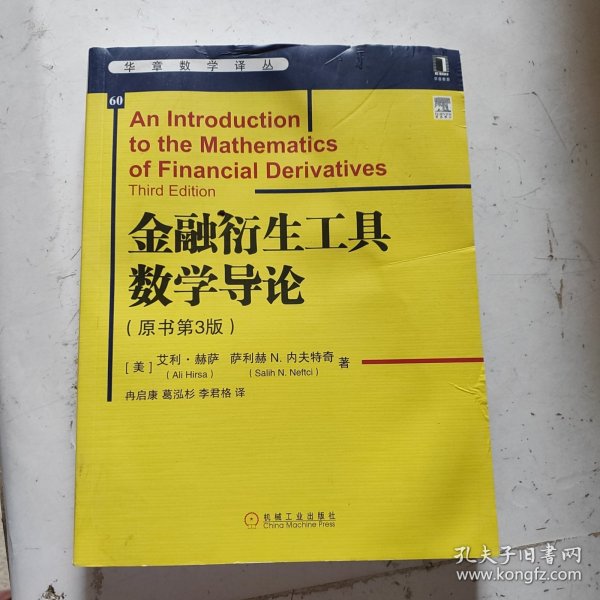 华章数学译丛
华章教育
60
An Introduction
to the Mathematics
of Financial Derivatives
Third Edition
金融衍生工具
数学导论
(原书第3版)
[美] 艾利·赫萨 萨利赫 N. 内夫特奇 著
(Ali Hirsa) (Salih N. Neftci)
冉启康 葛泓杉 李君格 译
机械工业出版社
China Machine Press
孔夫子旧书网
www.kongfz.com